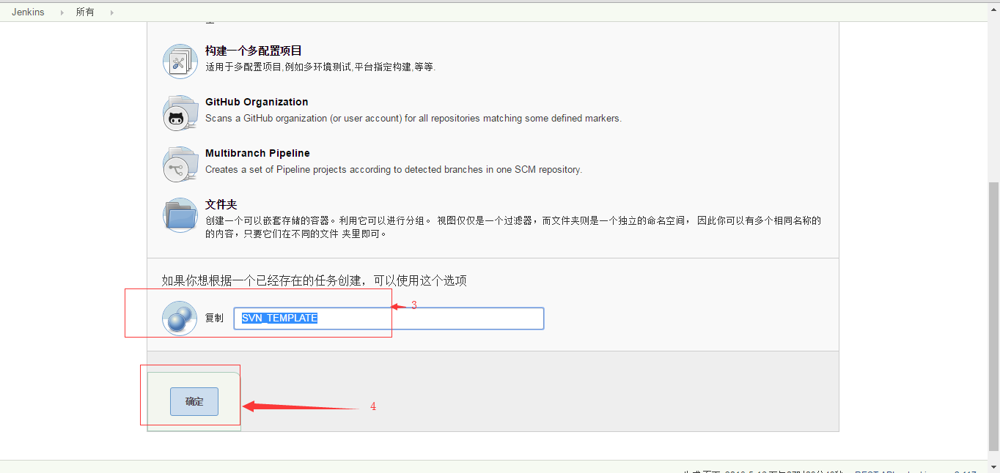 Jenkins
所有
构建一个多配置项目
适用于多配置项目,例如多环境测试,平台指定构建,等等.
GitHub Organization
Scans a GitHub organization (or user account) for all repositories matching some defined markers.
Multibranch Pipeline
Creates a set of Pipeline projects according to detected branches in one SCM repository.
文件夹
创建一个可以嵌套存储的容器。利用它可以进行分组。 视图仅仅是一个过滤器，而文件夹则是一个独立的命名空间， 因此你可以有多个相同名称的
的内容，只要它们在不同的文件 夹里即可。
如果你想根据一个已经存在的任务创建，可以使用这个选项
3
复制 SVN_TEMPLATE
确定
4